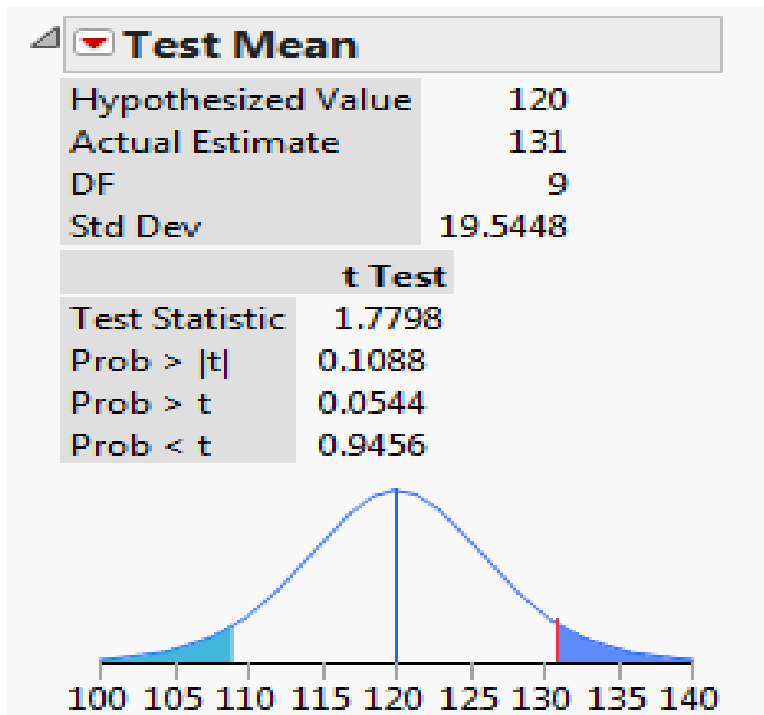 Test Mean
Hypothesized Value 120
Actual Estimate 131
DF 9
Std Dev 19.5448
t Test
Test Statistic 1.7798
Prob > |t| 0.1088
Prob > t 0.0544
Prob < t 0.9456
100 105 110 115 120 125 130 135 140